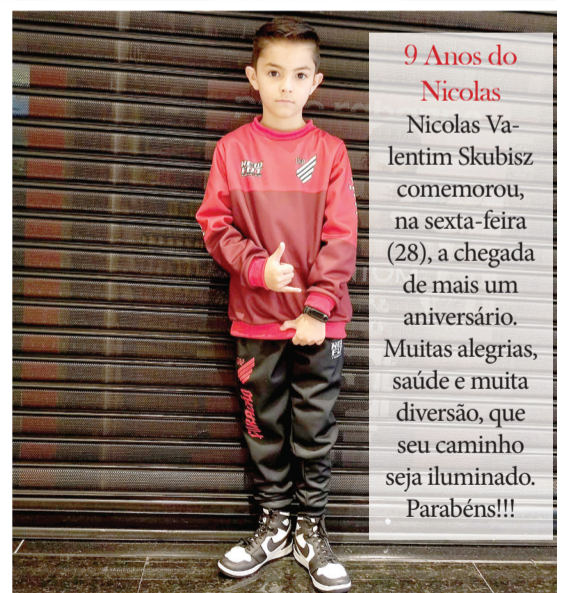 9 Anos do
Nicolas
Nicolas Va-
lentim Skubisz
comemorou,
na sexta-feira
(28), a chegada
de mais um
aniversário.
Muitas alegrias,
saúde e muita
diversão, que
seu caminho
seja iluminado.
Parabéns!!!
FURACÃO